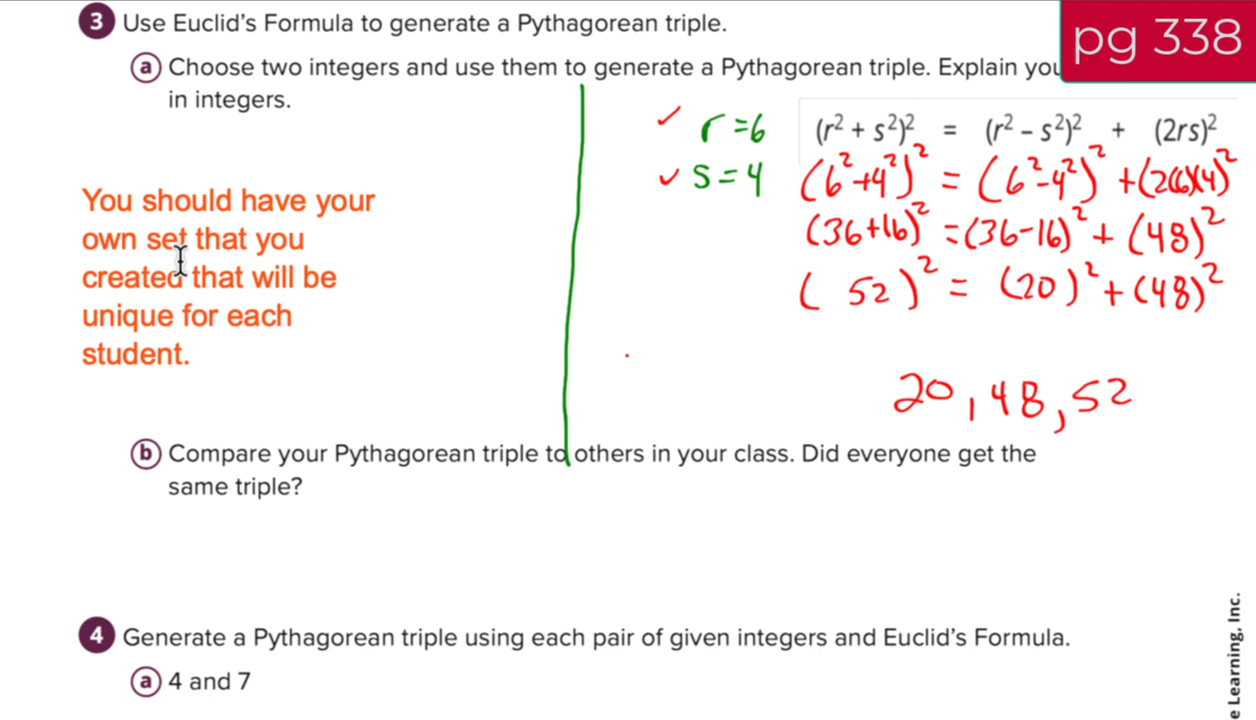 3 Use Euclid's Formula to generate a Pythagorean triple.
pg 338
a Choose two integers and use them to generate a Pythagorean triple. Explain
in integers.
r=6
(r² + s²)² = (r² – s²)² + (2rs)²
s=4
(6²+4²)² = (6²-4²)² +(2(6)(4))²
(36+16)² =(36-16)² + (48)²
( 52 )² = (20)² + (48)²
You should have your
own set that you
created that will be
unique for each
student.
20, 48, 52
b Compare your Pythagorean triple to others in your class. Did everyone get the
same triple?
4 Generate a Pythagorean triple using each pair of given integers and Euclid's Formula.
a 4 and 7
e Learning, Inc.